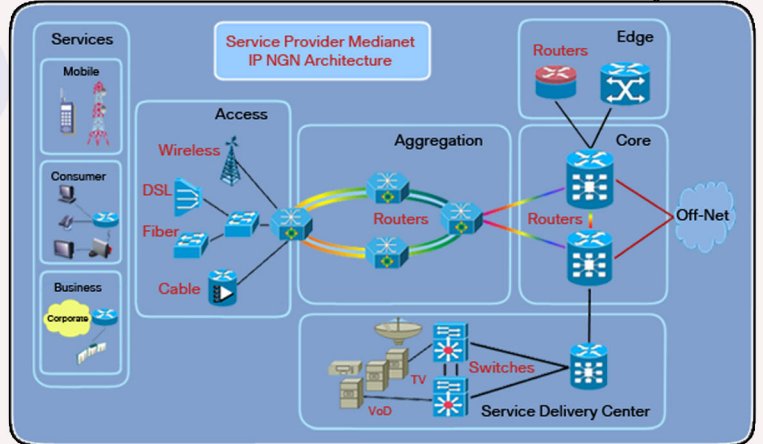 Services
Mobile
Consumer
Business
Corporate
Service Provider Medianet
IP NGN Architecture
Access
Wireless
DSL
Fiber
Cable
Aggregation
Routers
Edge
Routers
Core
Routers
Off-Net
TV
VoD
Switches
Service Delivery Center